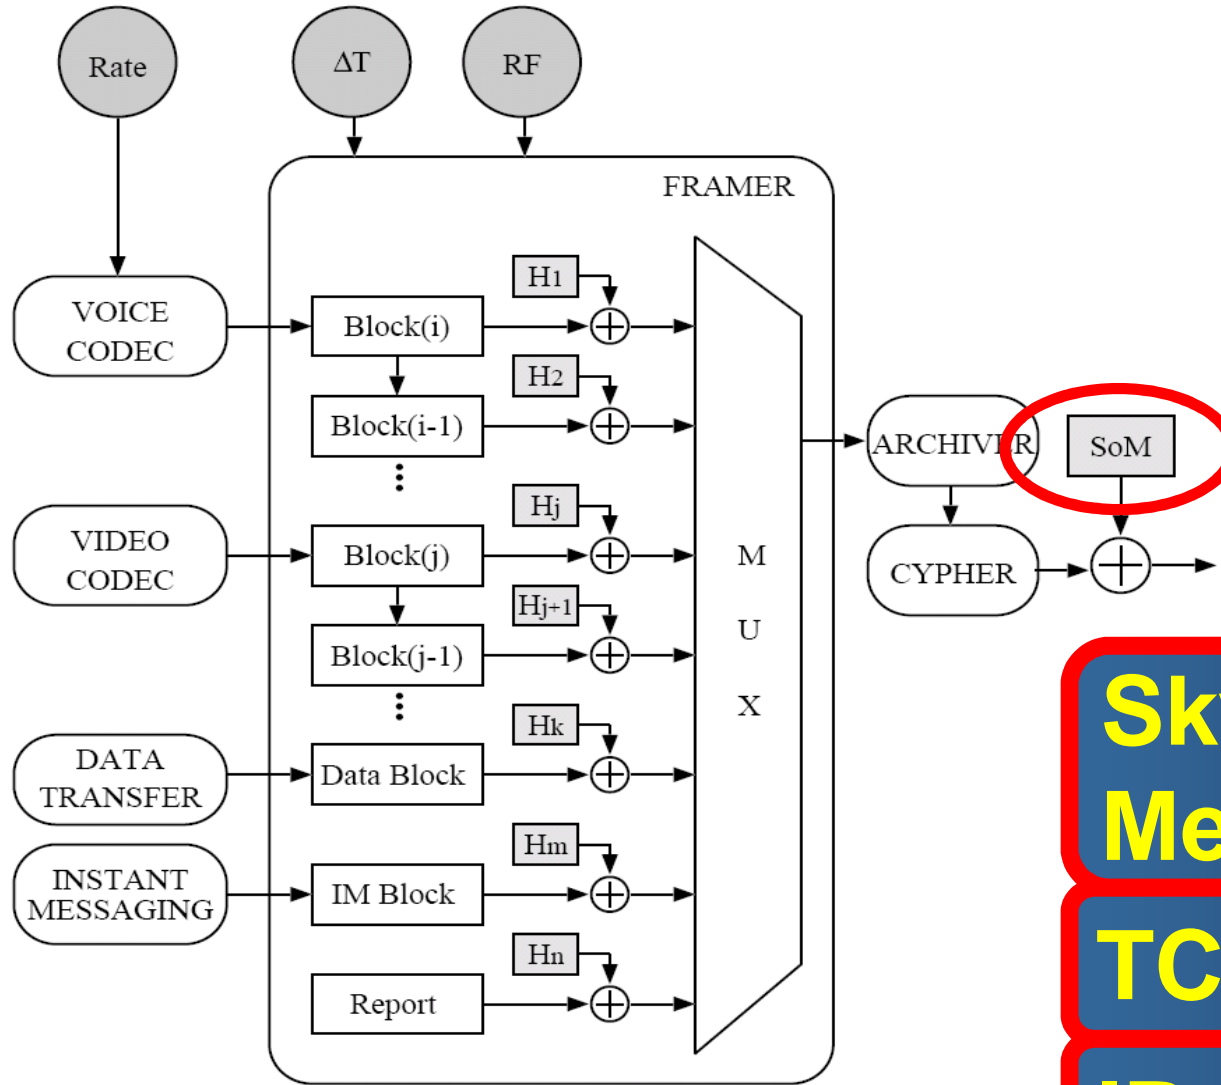 Rate
ΔT
RF
FRAMER
H1
VOICE
CODEC
Block(i)
H2
Block(i-1)
ARCHIVER
SoM
Hj
VIDEO
CODEC
Block(j)
CYPHER
Hj+1
Block(j-1)
M
U
X
Hk
DATA
TRANSFER
Data Block
Hm
INSTANT
MESSAGING
IM Block
Hn
Report